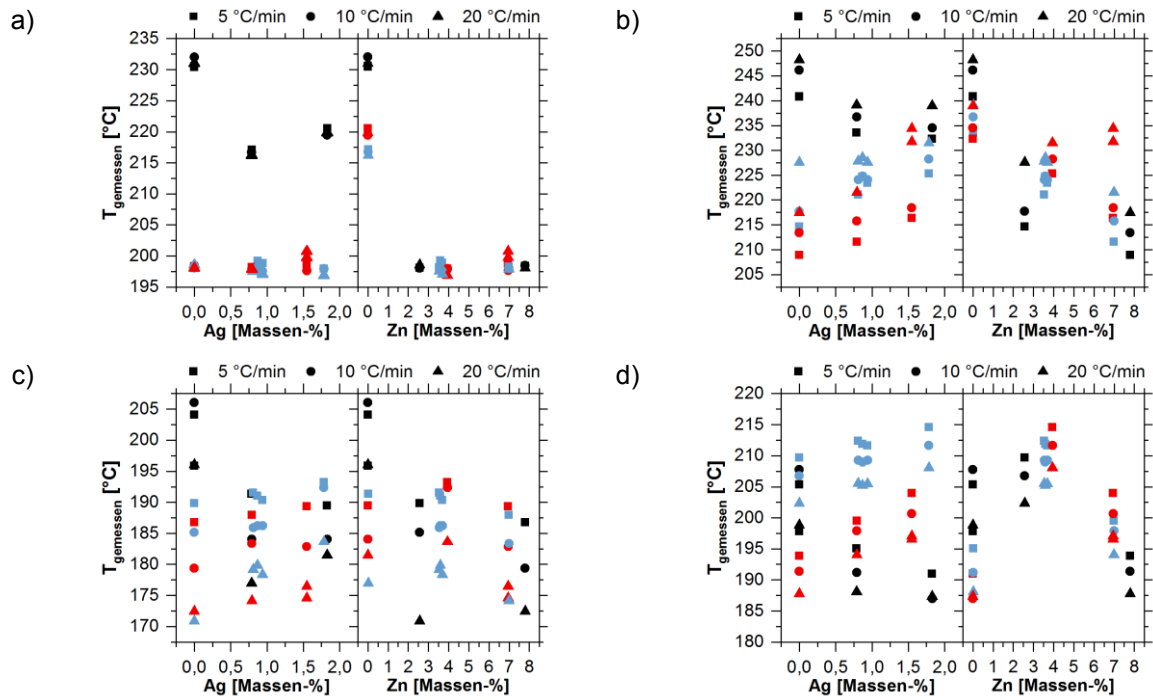 a)
5 °C/min 10 °C/min 20 °C/min
235
230
225
220
215
210
205
200
195
T gemessen [°C]
0,0 0,5 1,0 1,5 2,0 0 1 2 3 4 5 6 7 8
Ag [Massen-%] Zn [Massen-%]
b)
5 °C/min 10 °C/min 20 °C/min
250
245
240
235
230
225
220
215
210
205
T gemessen [°C]
0,0 0,5 1,0 1,5 2,0 0 1 2 3 4 5 6 7 8
Ag [Massen-%] Zn [Massen-%]
c)
5 °C/min 10 °C/min 20 °C/min
205
200
195
190
185
180
175
170
T gemessen [°C]
0,0 0,5 1,0 1,5 2,0 0 1 2 3 4 5 6 7 8
Ag [Massen-%] Zn [Massen-%]
d)
5 °C/min 10 °C/min 20 °C/min
220
215
210
205
200
195
190
185
180
T gemessen [°C]
0,0 0,5 1,0 1,5 2,0 0 1 2 3 4 5 6 7 8
Ag [Massen-%] Zn [Massen-%]